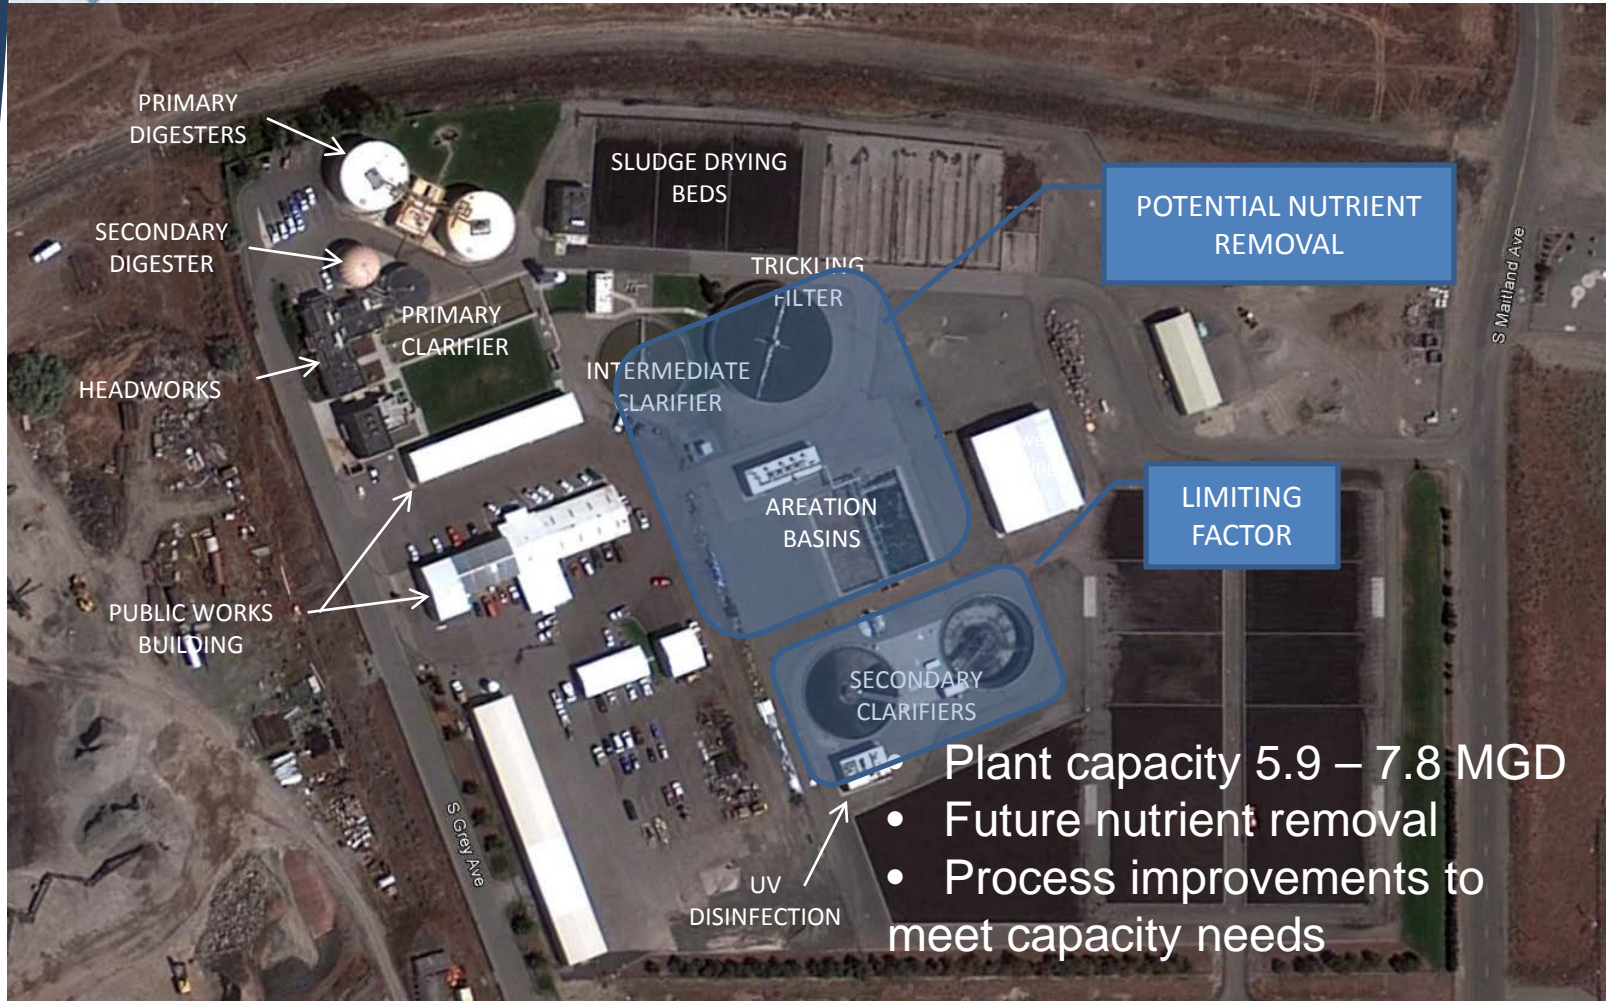 PRIMARY
DIGESTERS
SLUDGE DRYING
BEDS
POTENTIAL NUTRIENT
REMOVAL
SECONDARY
DIGESTER
TRICKLING
FILTER
S Maitland Ave
PRIMARY
CLARIFIER
INTERMEDIATE
CLARIFIER
HEADWORKS
LIMITING
FACTOR
AREATION
BASINS
PUBLIC WORKS
BUILDING
SECONDARY
CLARIFIERS
• Plant capacity 5.9 – 7.8 MGD
• Future nutrient removal
• Process improvements to
meet capacity needs
S Grey Ave
UV
DISINFECTION